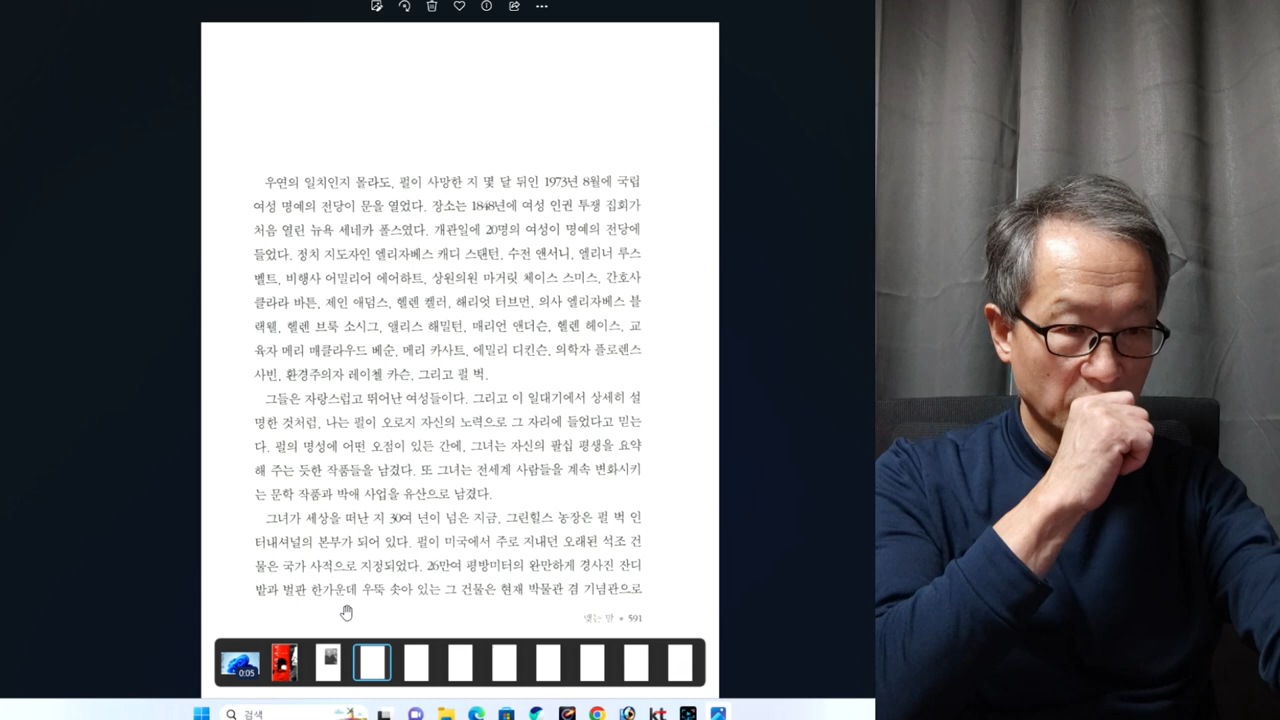 우연의 일치인지 몰라도, 펄이 사망한 지 몇 달 뒤인 1973년 8월에 국립
여성 명예의 전당이 문을 열었다. 장소는 1848년에 여성 인권 투쟁 집회가
처음 열린 뉴욕 세네카 폴스였다. 개관일에 20명의 여성이 명예의 전당에
들었다. 정치 지도자인 엘리자베스 캐디 스탠턴, 수전 앤서니, 엘리너 루스
벨트, 비행사 어밀리어 에어하트, 상원의원 마거릿 체이스 스미스, 간호사
클라라 바튼, 제인 애덤스, 헬렌 켈러, 해리엇 터브먼, 의사 엘리자베스 블
랙웰, 헬렌 브룩 소시그, 앨리스 해밀턴, 매리언 앤더슨, 헬렌 헤이스, 교
육자 메리 매클라우드 베순, 메리 카사트, 에밀리 디킨슨, 의학자 플로렌스
사빈, 환경주의자 레이첼 카슨, 그리고 펄 벅.
그들은 자랑스럽고 뛰어난 여성들이다. 그리고 이 일대기에서 상세히 설
명한 것처럼, 나는 펄이 오로지 자신의 노력으로 그 자리에 들었다고 믿는
다. 펄의 명성에 어떤 오점이 있든 간에, 그녀는 자신의 팔십 평생을 요약
해 주는 듯한 작품들을 남겼다. 또 그녀는 전세계 사람들을 계속 변화시키
는 문학 작품과 박애 사업을 유산으로 남겼다.
그녀가 세상을 떠난 지 30여 년이 넘은 지금, 그린힐스 농장은 펄 벅 인
터내셔널의 본부가 되어 있다. 펄이 미국에서 주로 지내던 오래된 석조 건
물은 국가 사적으로 지정되었다. 26만여 평방미터의 완만하게 경사진 잔디
밭과 벌판 한가운데 우뚝 솟아 있는 그 건물은 현재 박물관 겸 기념관으로
맺는 말 • 591
0:05
검색
kt